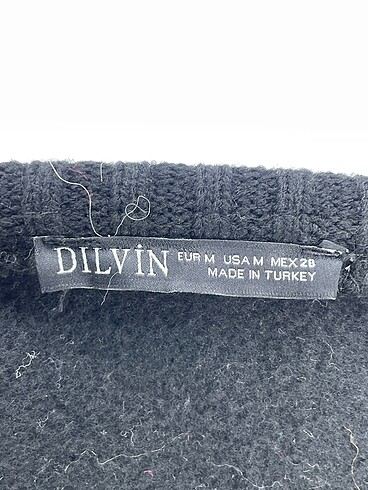 DILVİN
EUR M USA M MEX 28
MADE IN TURKEY